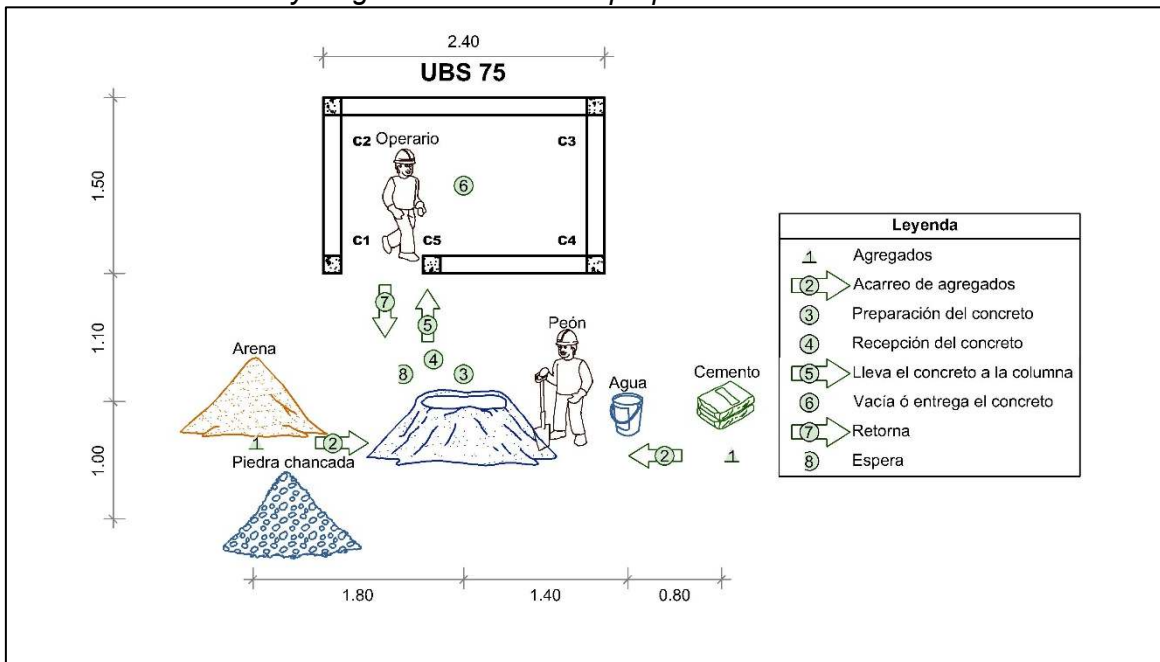 2.40
UBS 75
C2 Operario
C3
6
1.50
C1
C5
C4
7
5
1.10
Peón
4
Arena
8
3
Agua
Cemento
1
2
2
1
Piedra chancada
1.00
1.80
1.40
0.80
Leyenda
1 Agregados
2 Acarreo de agregados
3 Preparación del concreto
4 Recepción del concreto
5 Lleva el concreto a la columna
6 Vacía ó entrega el concreto
7 Retorna
8 Espera